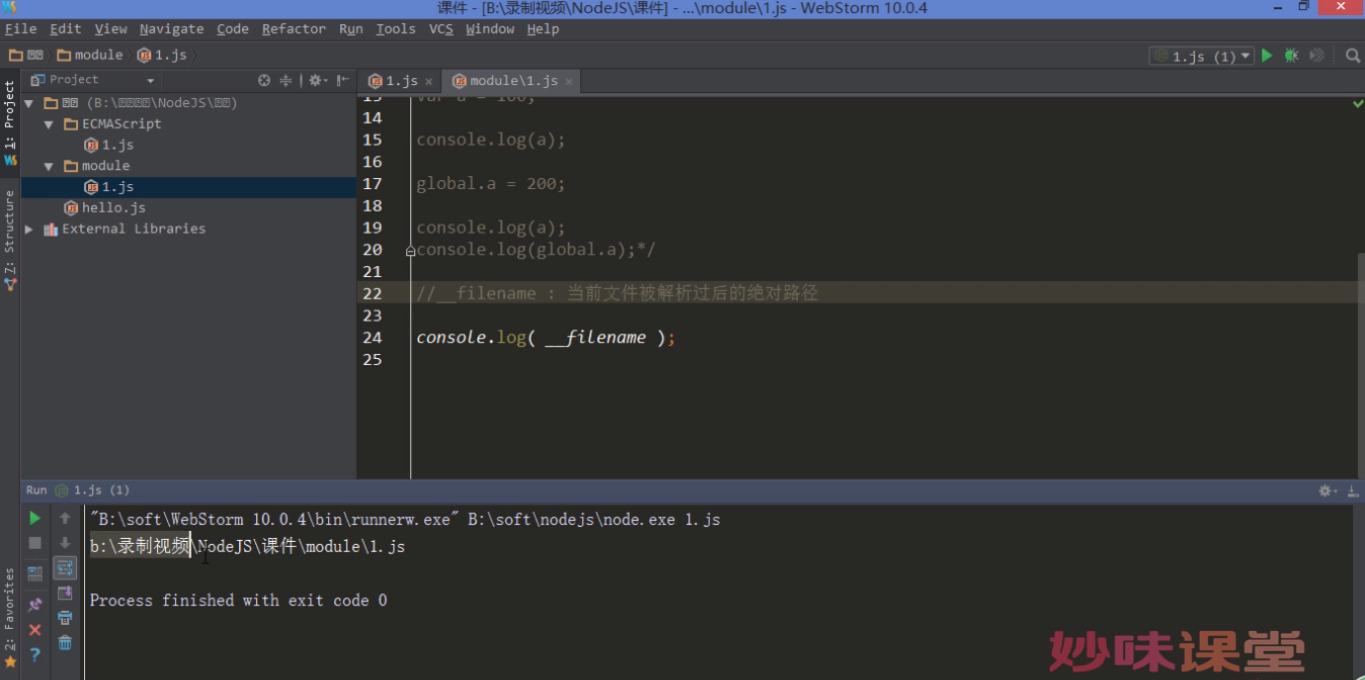 课件 - [B:\录制视频\NodeJS\课件] - ...\module\1.js - WebStorm 10.0.4
File Edit View Navigate Code Refactor Run Tools VCS Window Help
module 1.js
1.js (1)
1: Project
Z: Structure
2: Favorites
Project
(B:\ \NodeJS\ )
ECMAScript
1.js
module
1.js
hello.js
External Libraries
1.js module\1.js
13 var a = 100;
14
15 console.log(a);
16
17 global.a = 200;
18
19 console.log(a);
20 console.log(global.a);*/
21
22 //__filename : 当前文件被解析过后的绝对路径
23
24 console.log( __filename );
25
Run 1.js (1)
"B:\soft\WebStorm 10.0.4\bin\runnerw.exe" B:\soft\nodejs\node.exe 1.js
b:\录制视频\NodeJS\课件\module\1.js
Process finished with exit code 0
妙味课堂